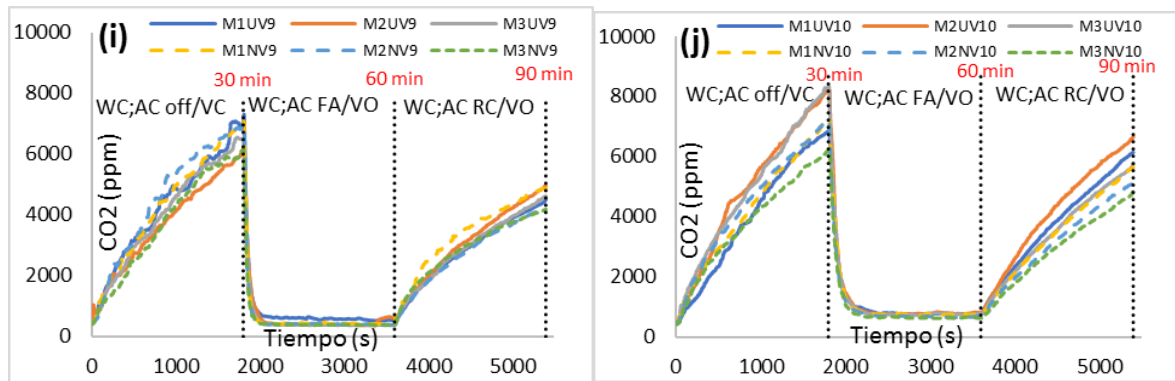 (i)
M1UV9 M2UV9 M3UV9
M1NV9 M2NV9 M3NV9
10000
8000
6000
4000
2000
0
CO2 (ppm)
30 min 60 min 90 min
WC;AC off/VC WC;AC FA/VO WC;AC RC/VO
0 1000 2000 3000 4000 5000
Tiempo (s)
(j)
M1UV10 M2UV10 M3UV10
M1NV10 M2NV10 M3NV10
10000
8000
6000
4000
2000
0
CO2 (ppm)
30 min 60 min 90 min
WC;AC off/VC WC;AC FA/VO WC;AC RC/VO
0 1000 2000 3000 4000 5000
Tiempo (s)